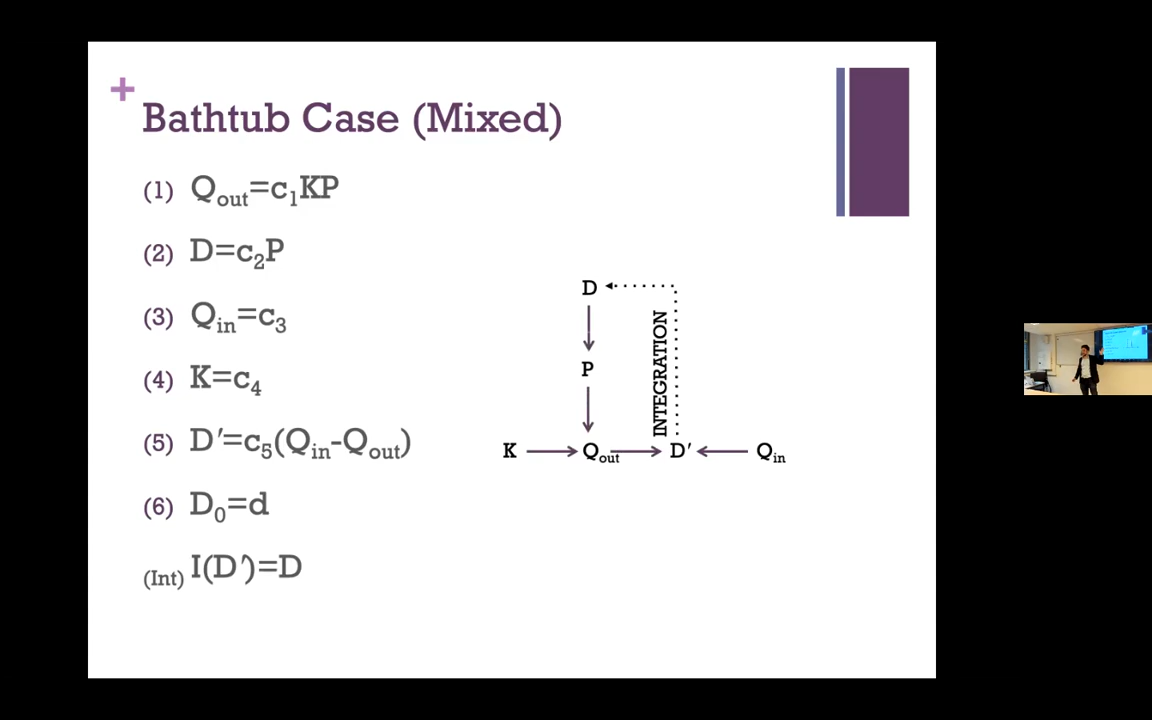 +
Bathtub Case (Mixed)
(1) Qout=c1KP
(2) D=c2P
(3) Qin=c3
(4) K=c4
(5) D′=c5(Qin-Qout)
(6) D0=d
(Int) I(D′)=D
D
INTEGRATION
P
K Qout D′ Qin